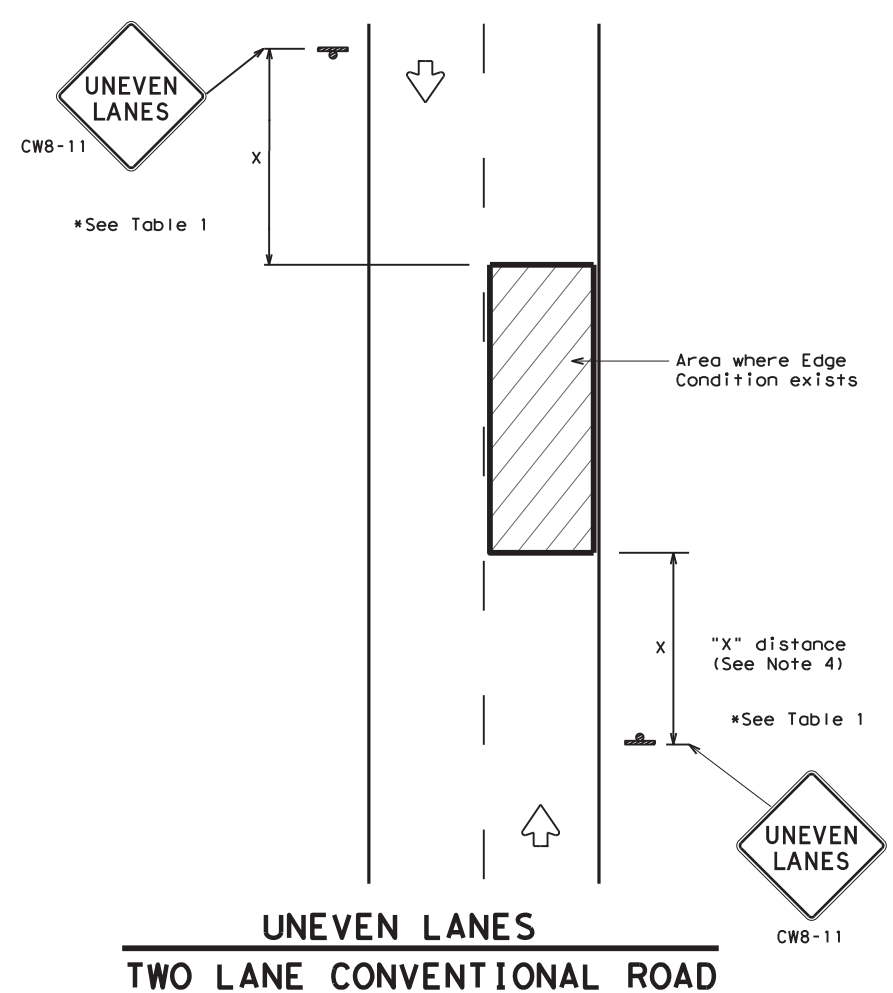 UNEVEN
LANES
CW8-11
X
*See Table 1
Area where Edge
Condition exists
X
"X" distance
(See Note 4)
*See Table 1
UNEVEN
LANES
CW8-11
UNEVEN LANES
TWO LANE CONVENTIONAL ROAD